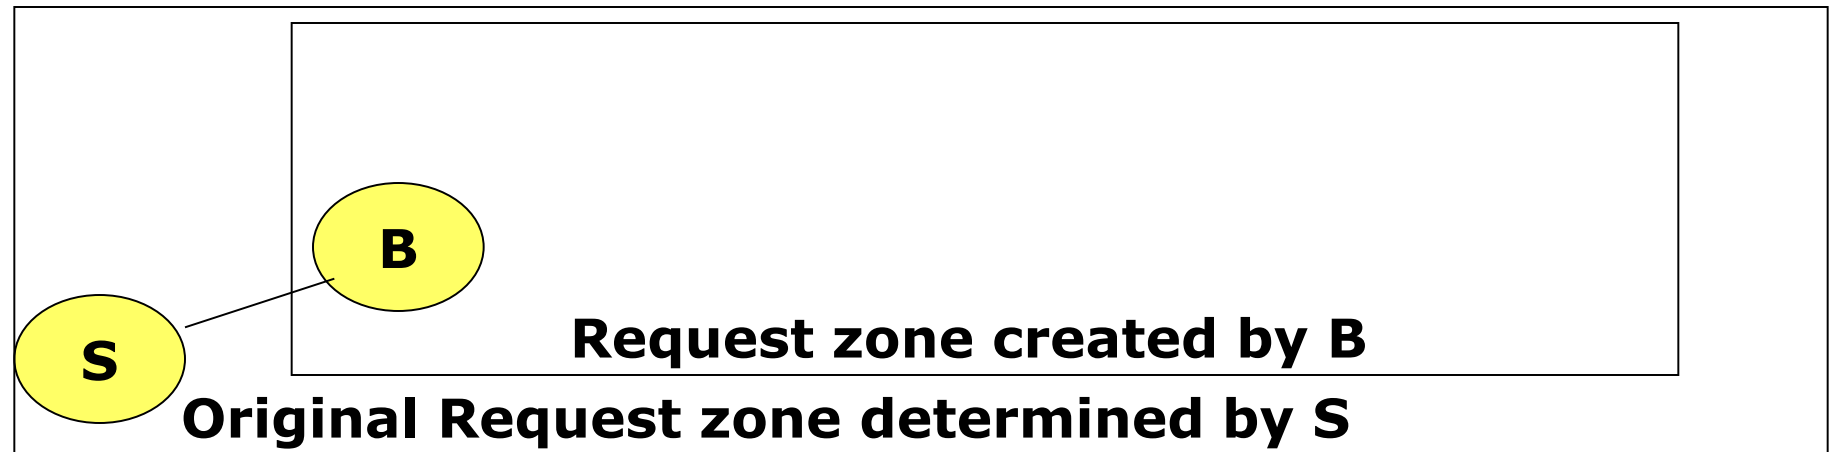 B
Request zone created by B
S
Original Request zone determined by S